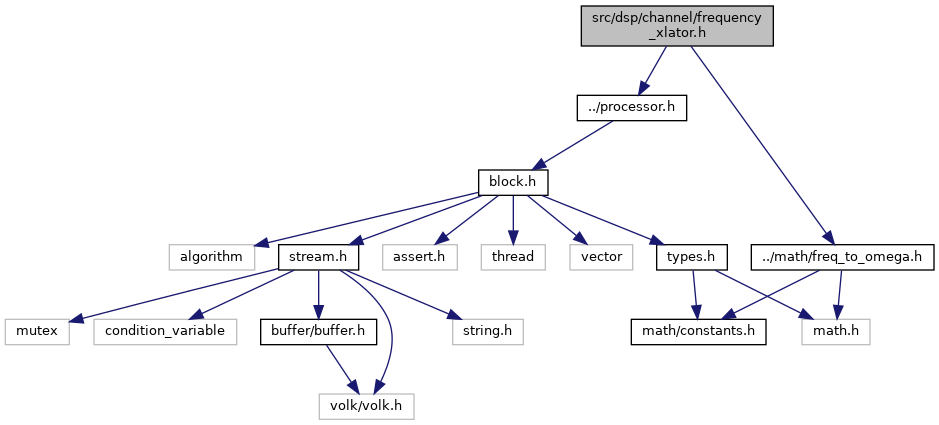 src/dsp/channel/frequency
_xlator.h
../processor.h
block.h
algorithm
stream.h
assert.h
thread
vector
types.h
../math/freq_to_omega.h
mutex
condition_variable
buffer/buffer.h
string.h
math/constants.h
math.h
volk/volk.h